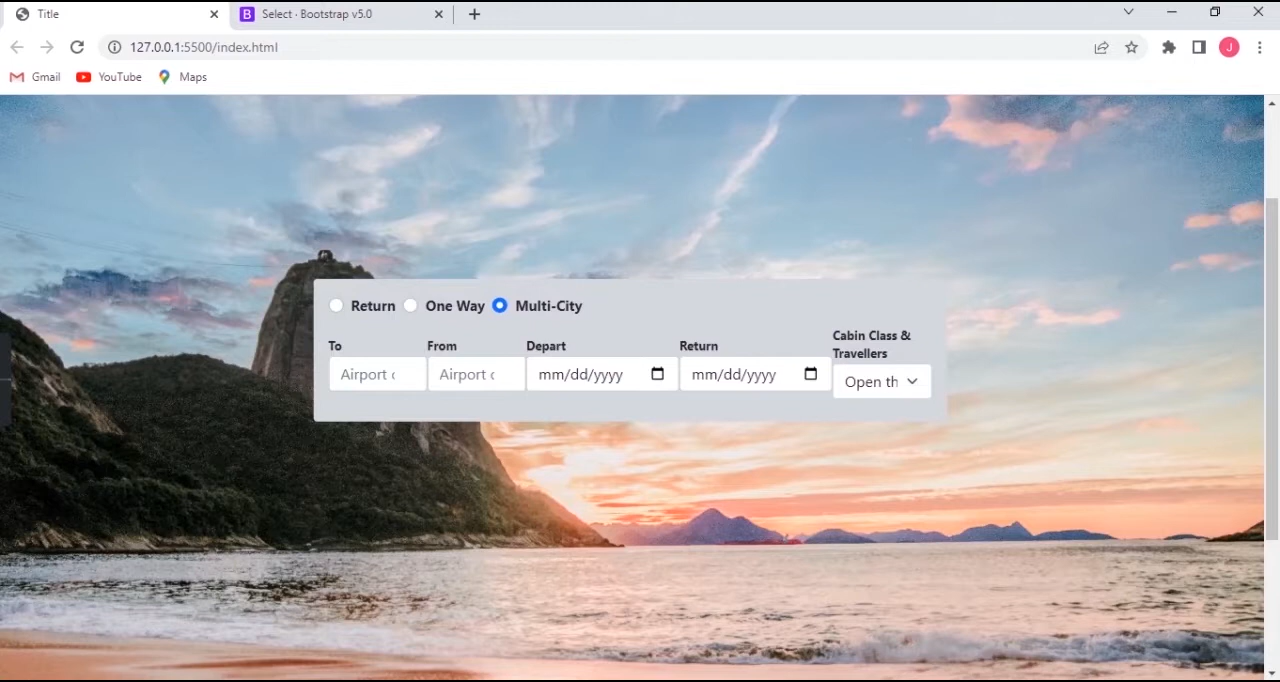 Title
Select · Bootstrap v5.0
127.0.0.1:5500/index.html
J
Gmail
YouTube
Maps
Return
One Way
Multi-City
To
From
Depart
Return
Cabin Class &
Travellers
Airport c
Airport c
mm/dd/yyyy
mm/dd/yyyy
Open th